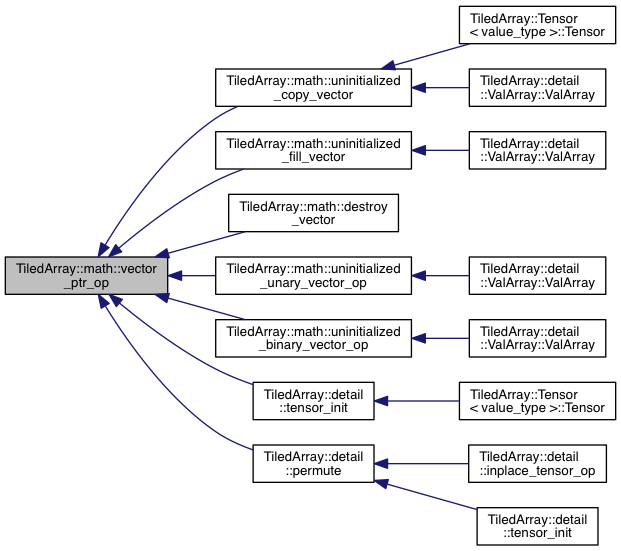 TiledArray::Tensor
< value_type >::Tensor
TiledArray::math::uninitialized
_copy_vector
TiledArray::detail
::ValArray::ValArray
TiledArray::math::uninitialized
_fill_vector
TiledArray::detail
::ValArray::ValArray
TiledArray::math::destroy
_vector
TiledArray::math::vector
_ptr_op
TiledArray::math::uninitialized
_unary_vector_op
TiledArray::detail
::ValArray::ValArray
TiledArray::math::uninitialized
_binary_vector_op
TiledArray::detail
::ValArray::ValArray
TiledArray::detail
::tensor_init
TiledArray::Tensor
< value_type >::Tensor
TiledArray::detail
::permute
TiledArray::detail
::inplace_tensor_op
TiledArray::detail
::tensor_init